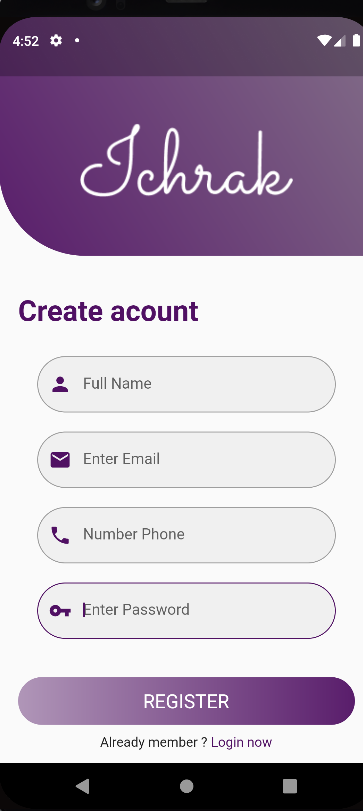 4:52
Ichrak
Create acount
Full Name
Enter Email
Number Phone
Enter Password
REGISTER
Already member ? Login now